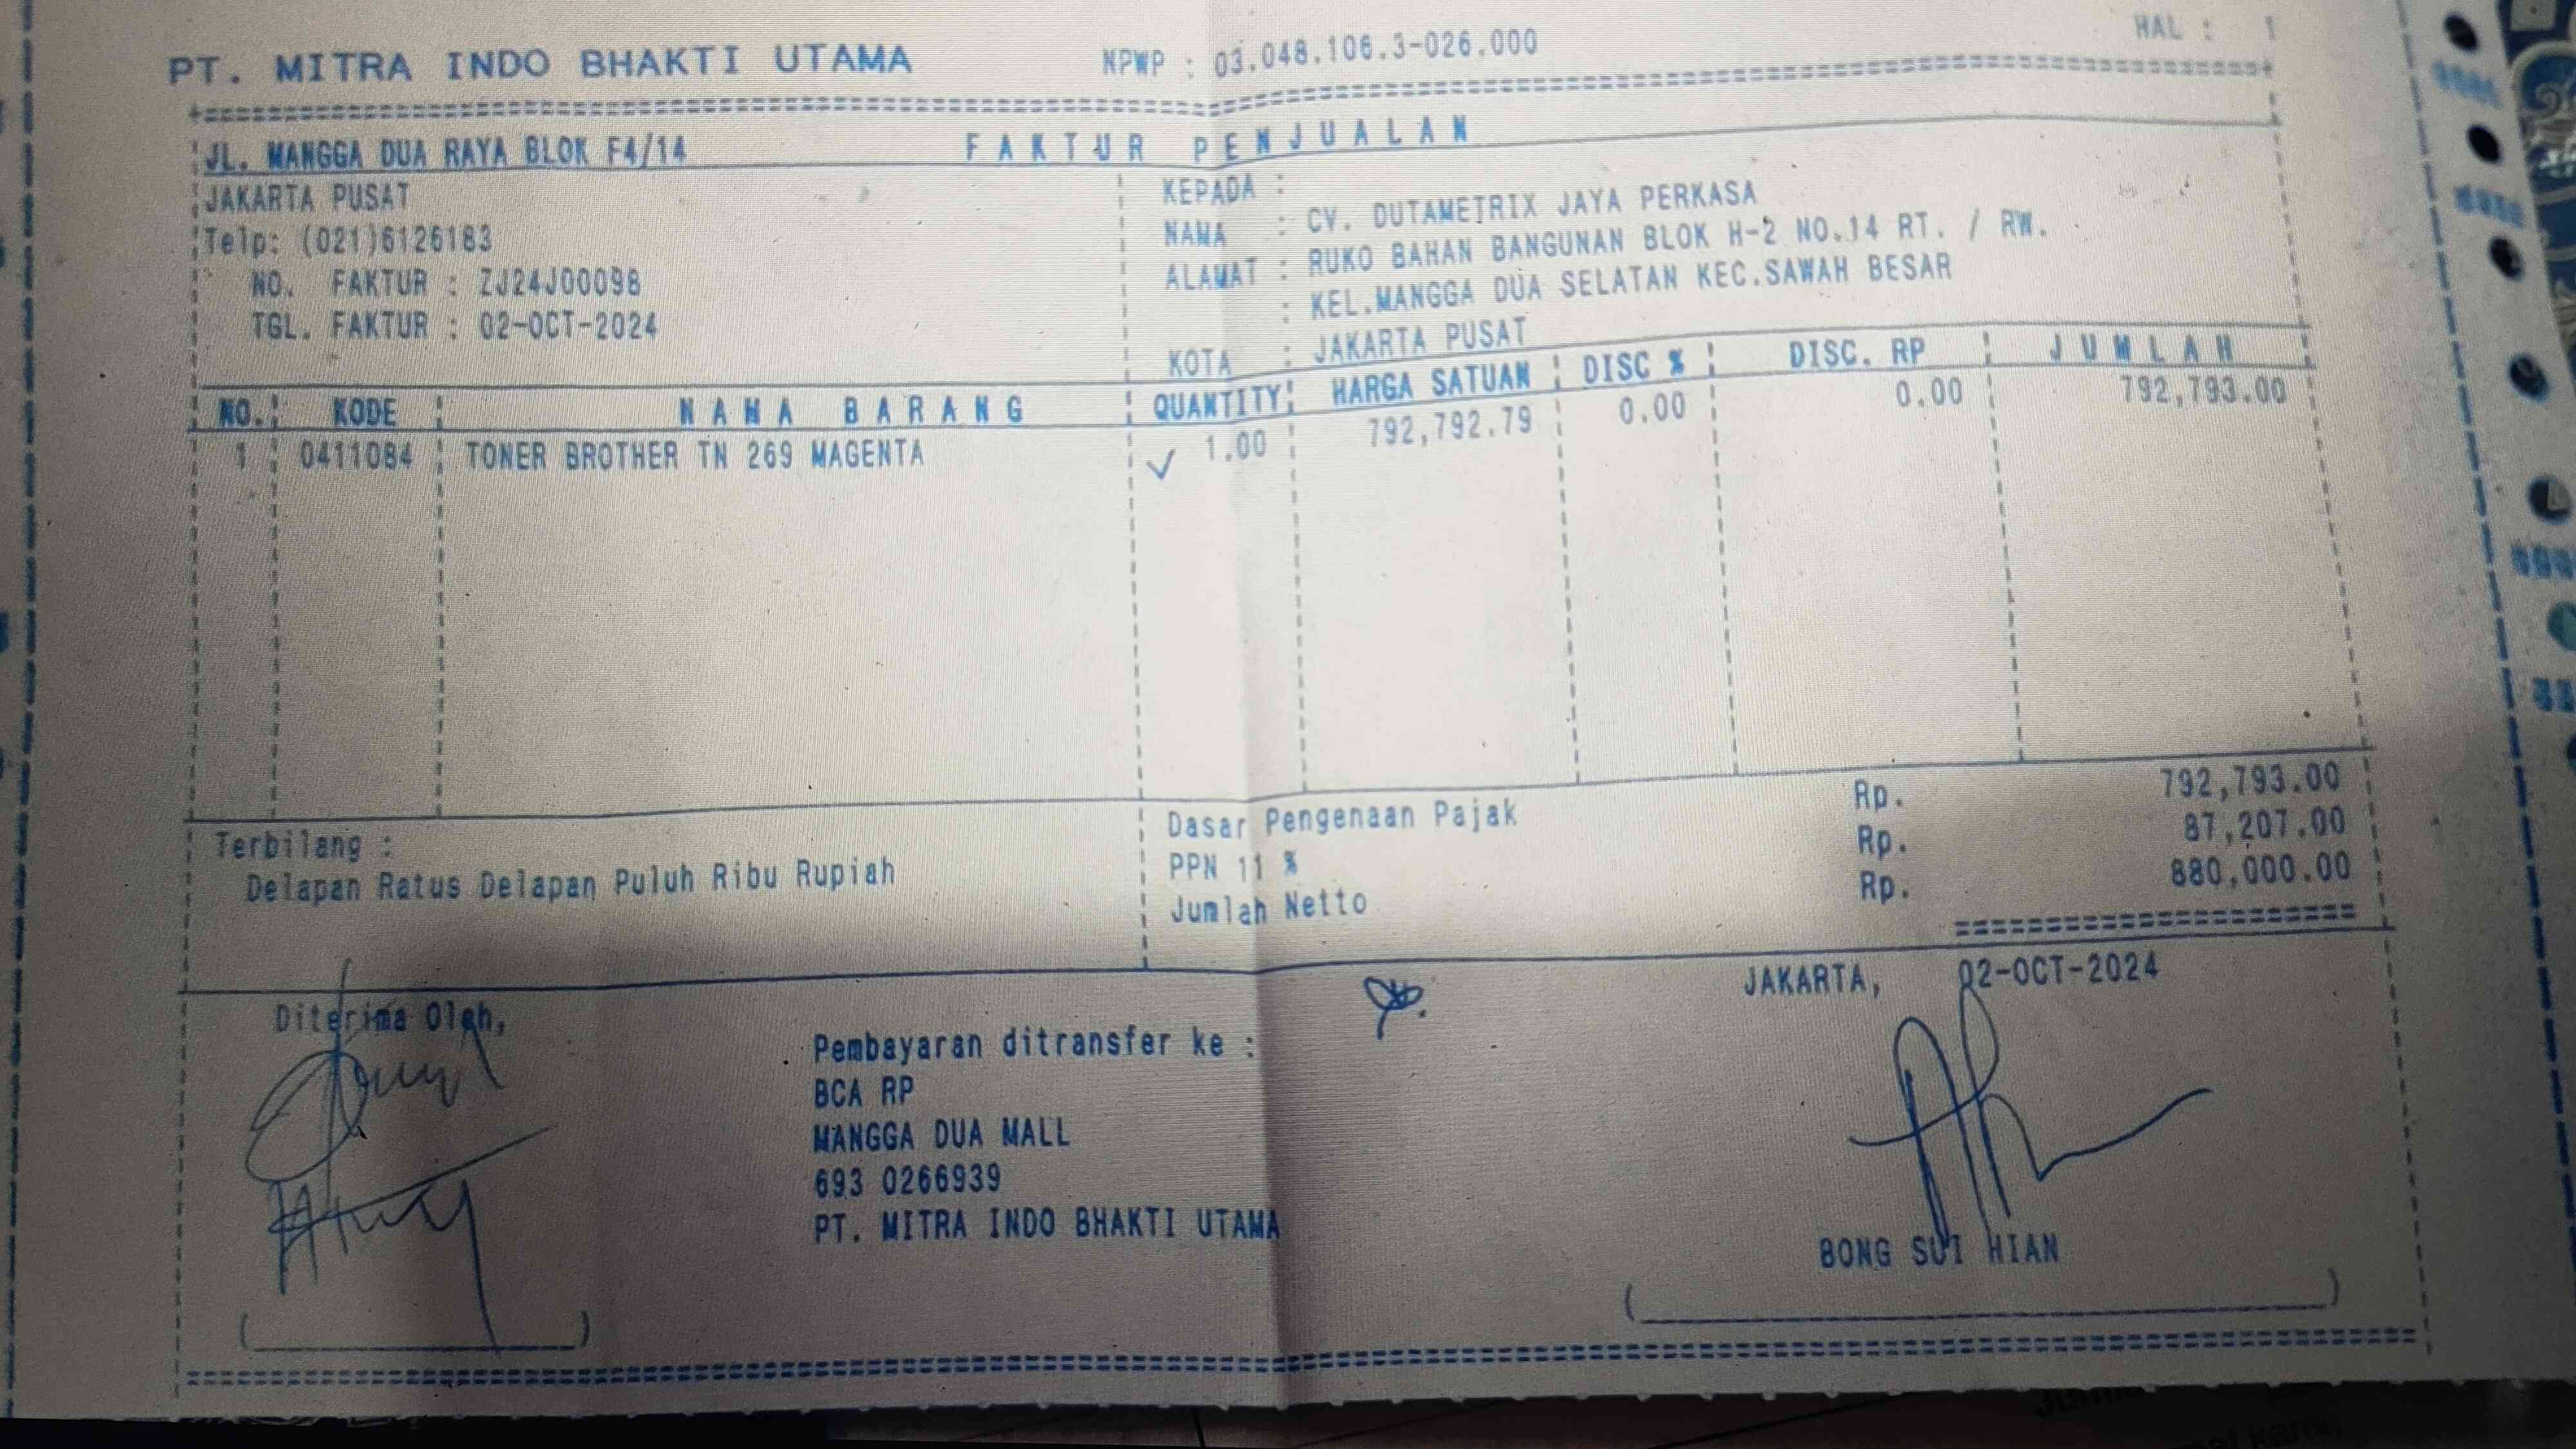 PT. MITRA INDO BHAKTI UTAMA NPWP : 03.048.106.3-026.000 HAL : 1
JL. MANGGA DUA RAYA BLOK F4/14 FAKTUR PENJUALAN
JAKARTA PUSAT
Telp: (021)6126183
NO. FAKTUR : ZJ24J00098
TGL. FAKTUR : 02-OCT-2024
KEPADA :
NAMA : CV. DUTAMETRIX JAYA PERKASA
ALAMAT : RUKO BAHAN BANGUNAN BLOK H-2 NO.14 RT. / RW.
: KEL.MANGGA DUA SELATAN KEC.SAWAH BESAR
KOTA : JAKARTA PUSAT
NO. KODE NAMA BARANG QUANTITY HARGA SATUAN DISC % DISC. RP JUMLAH
1 0411084 TONER BROTHER TN 269 MAGENTA 1.00 792,792.79 0.00 0.00 792,793.00
Terbilang :
Delapan Ratus Delapan Puluh Ribu Rupiah
Dasar Pengenaan Pajak Rp. 792,793.00
PPN 11 % Rp. 87,207.00
Jumlah Netto Rp. 880,000.00
JAKARTA, 02-OCT-2024
Diterima Oleh,
Pembayaran ditransfer ke :
BCA RP
MANGGA DUA MALL
693 0266939
PT. MITRA INDO BHAKTI UTAMA
BONG SUI HIAN